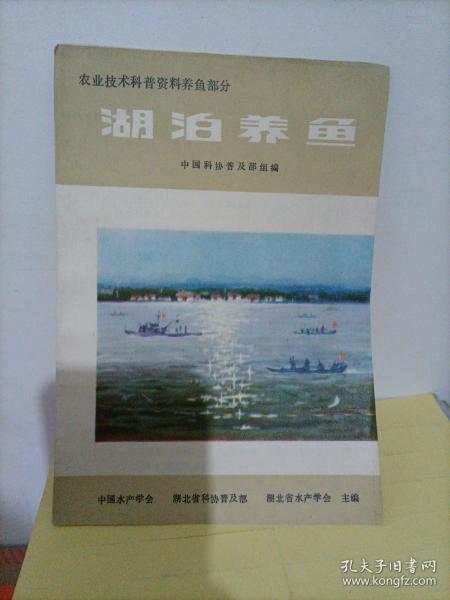 农业技术科普资料养鱼部分
湖泊养鱼
中国科协普及部组编
中国水产学会 湖北省科协普及部 湖北省水产学会 主编
孔夫子旧书网
www.kongfz.com